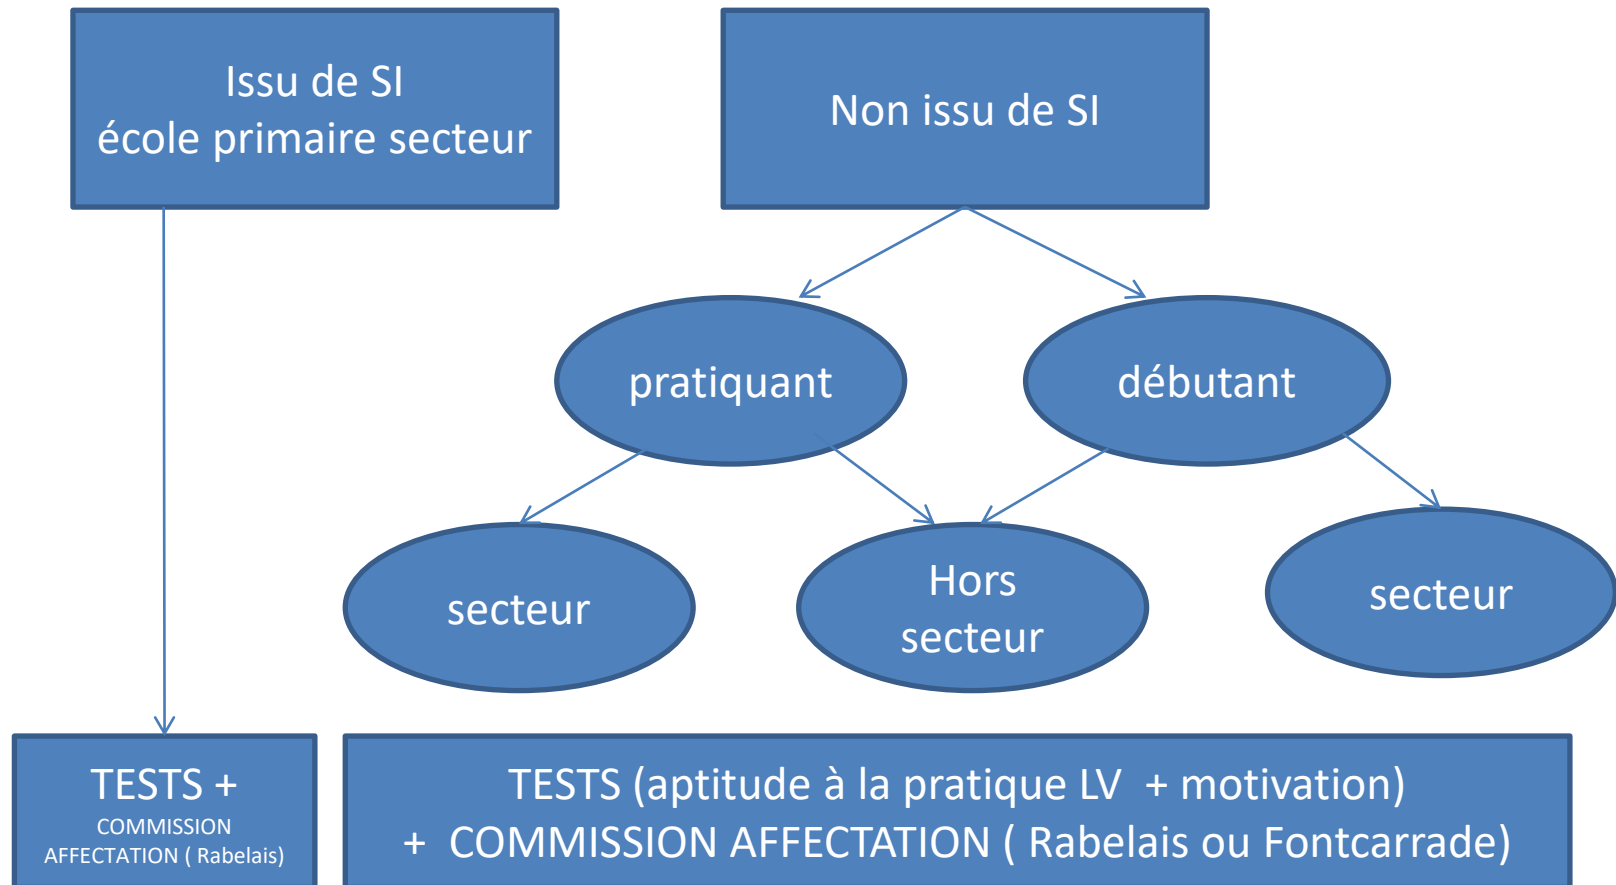 Issu de SI
école primaire secteur
Non issu de SI
pratiquant
débutant
secteur
Hors
secteur
secteur
TESTS +
COMMISSION
AFFECTATION ( Rabelais)
TESTS (aptitude à la pratique LV  + motivation)
+  COMMISSION AFFECTATION ( Rabelais ou Fontcarrade)